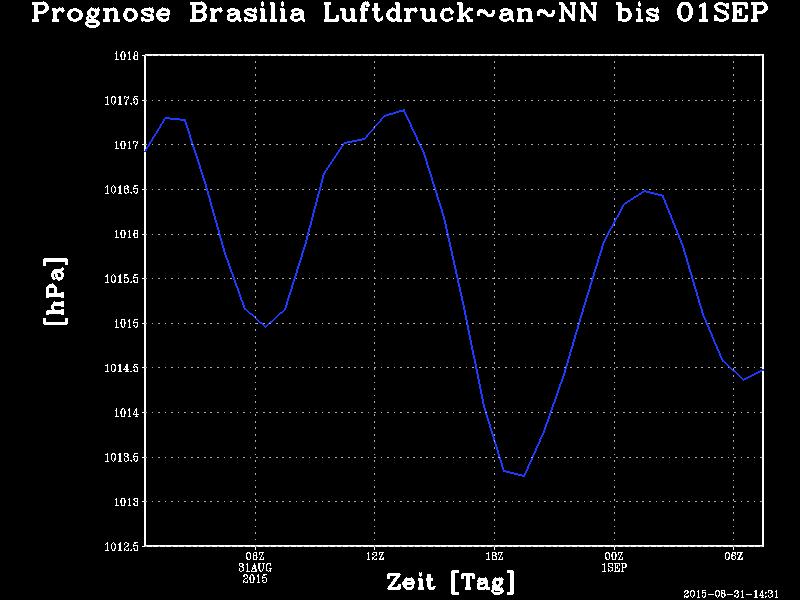 Prognose Brasilia Luftdruck~an~NN bis 01SEP
1018
1017.5
1017
1016.5
1016
1015.5
1015
1014.5
1014
1013.5
1013
1012.5
[hPa]
06Z 12Z 18Z 00Z 06Z
31AUG 1SEP
2015
Zeit [Tag]
2015-08-31-14:31